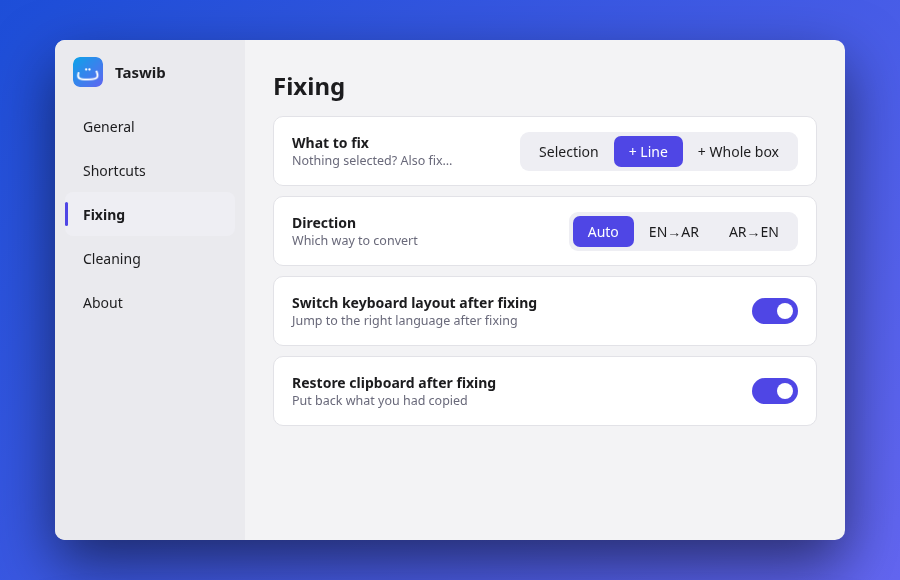 Taswib
General
Shortcuts
Fixing
Cleaning
About
Fixing
What to fix
Nothing selected? Also fix...
Selection
+ Line
+ Whole box
Direction
Which way to convert
Auto
EN→AR
AR→EN
Switch keyboard layout after fixing
Jump to the right language after fixing
Restore clipboard after fixing
Put back what you had copied